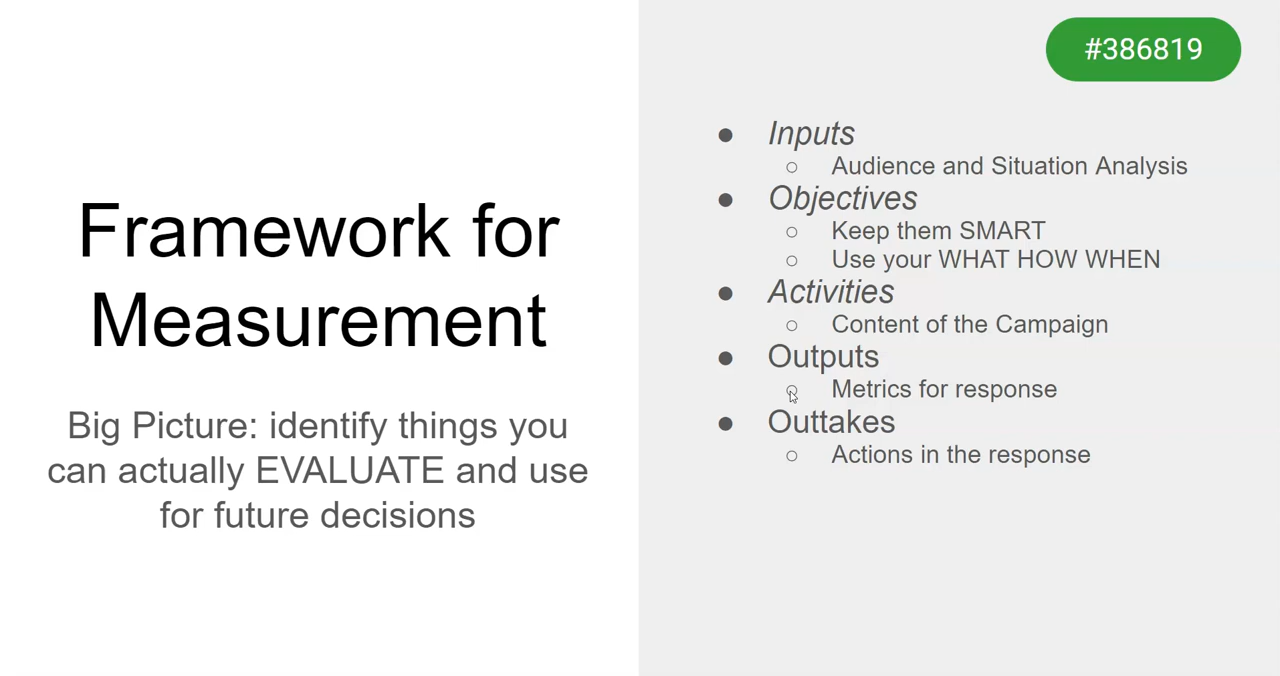 #386819
Framework for
Measurement
Big Picture: identify things you
can actually EVALUATE and use
for future decisions
● Inputs
○ Audience and Situation Analysis
● Objectives
○ Keep them SMART
○ Use your WHAT HOW WHEN
● Activities
○ Content of the Campaign
● Outputs
○ Metrics for response
● Outtakes
○ Actions in the response